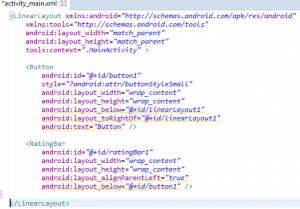 *activity_main.xml
<LinearLayout xmlns:android="http://schemas.android.com/apk/res/android"
xmlns:tools="http://schemas.android.com/tools"
android:layout_width="match_parent"
android:layout_height="match_parent"
tools:context=".MainActivity" >
<Button
android:id="@+id/button1"
style="?android:attr/buttonStyleSmall"
android:layout_width="wrap_content"
android:layout_height="wrap_content"
android:layout_below="@+id/linearLayout1"
android:layout_toRightOf="@+id/linearLayout1"
android:text="Button" />
<RatingBar
android:id="@+id/ratingBar1"
android:layout_width="wrap_content"
android:layout_height="wrap_content"
android:layout_alignParentLeft="true"
android:layout_below="@+id/button1" />
</LinearLayout>